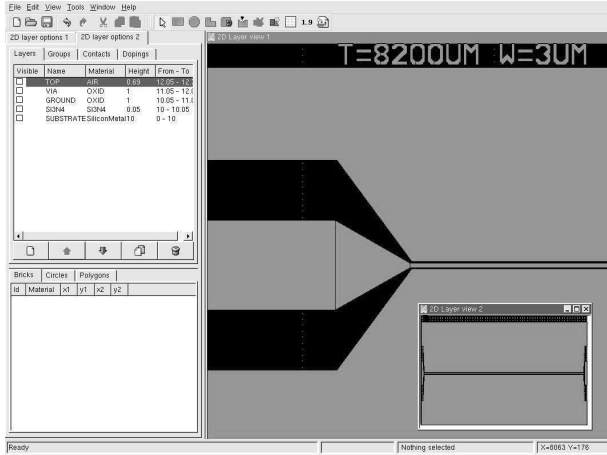 File Edit View Tools Window Help
1.9
2D layer options 1 2D layer options 2
2D Layer view 1
Layers Groups Contacts Dopings
T=8200UM W=3UM
Visible Name Material Height From - To
TOP AIR 0.69 12.05 - 12.
VIA OXID 1 11.05 - 12.0
GROUND OXID 1 10.05 - 11.0
SI3N4 SI3N4 0.05 10 - 10.05
SUBSTRATE SiliconMetal 10 0 - 10
Bricks Circles Polygons
Id Material x1 y1 x2 y2
2D Layer view 2
Ready Nothing selected X=8063 Y=176